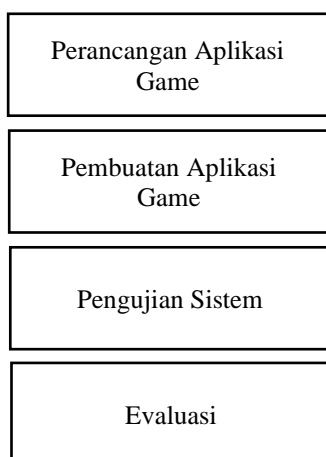 Perancangan Aplikasi
Game
Pembuatan Aplikasi
Game
Pengujian Sistem
Evaluasi